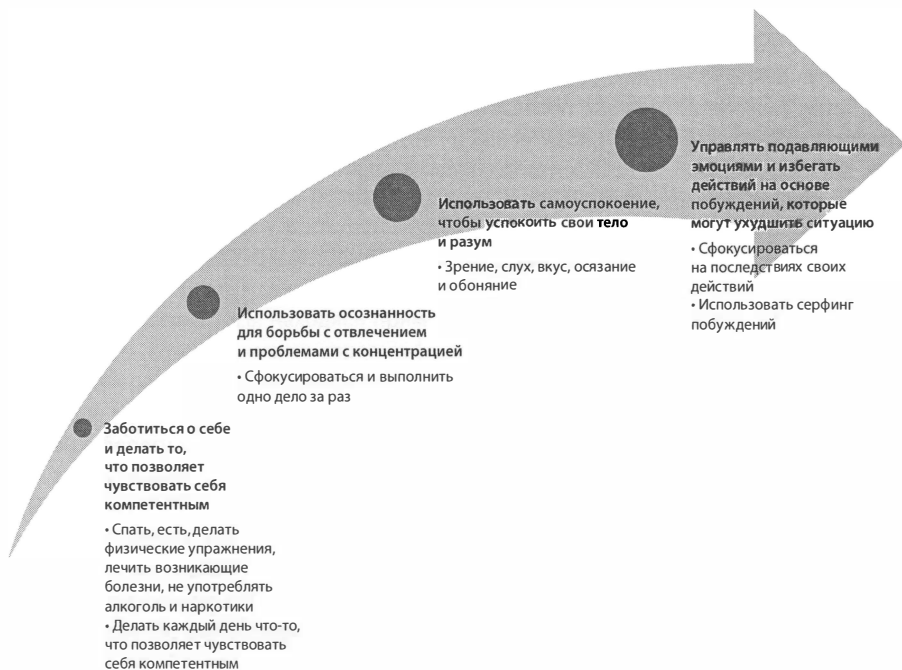 Заботиться о себе
и делать то,
что позволяет
чувствовать себя
компетентным
• Спать, есть, делать
физические упражнения,
лечить возникающие
болезни, не употреблять
алкоголь и наркотики
• Делать каждый день что-то,
что позволяет чувствовать
себя компетентным
Использовать осознанность
для борьбы с отвлечением
и проблемами с концентрацией
• Сфокусироваться и выполнить
одно дело за раз
Использовать самоуспокоение,
чтобы успокоить свои тело
и разум
• Зрение, слух, вкус, осязание
и обоняние
Управлять подавляющими
эмоциями и избегать
действий на основе
побуждений, которые
могут ухудшить ситуацию
• Сфокусироваться
на последствиях своих
действий
• Использовать серфинг
побуждений